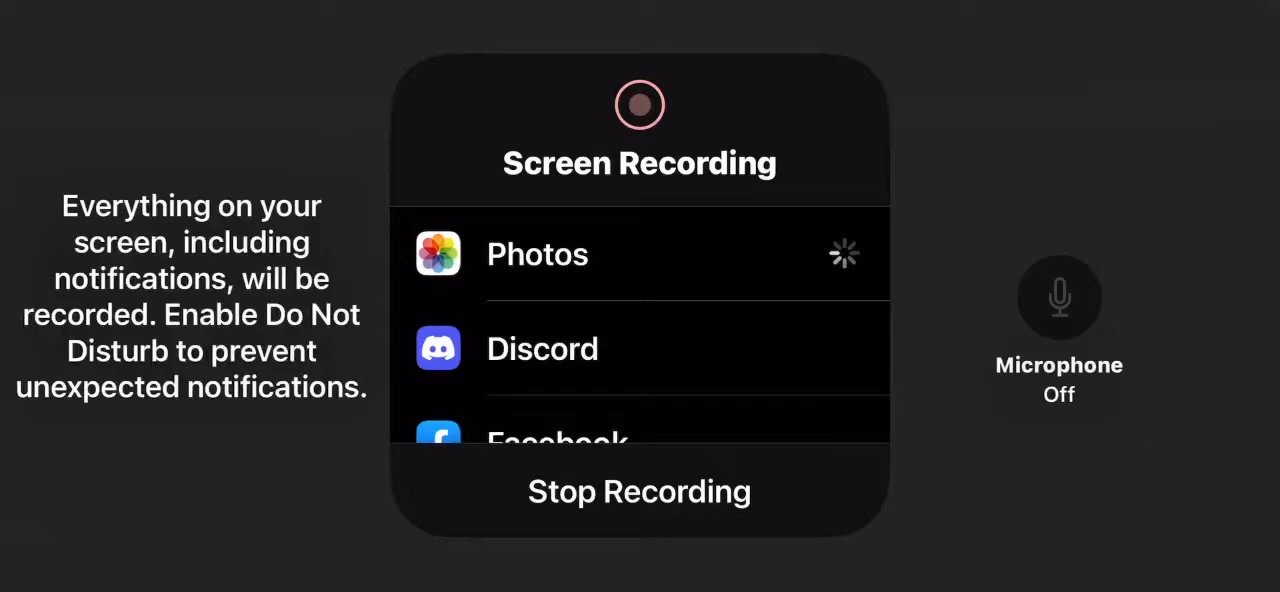 Screen Recording
Everything on your
screen, including
notifications, will be
recorded. Enable Do Not
Disturb to prevent
unexpected notifications.
Photos
Discord
Facebook
Stop Recording
Microphone
Off